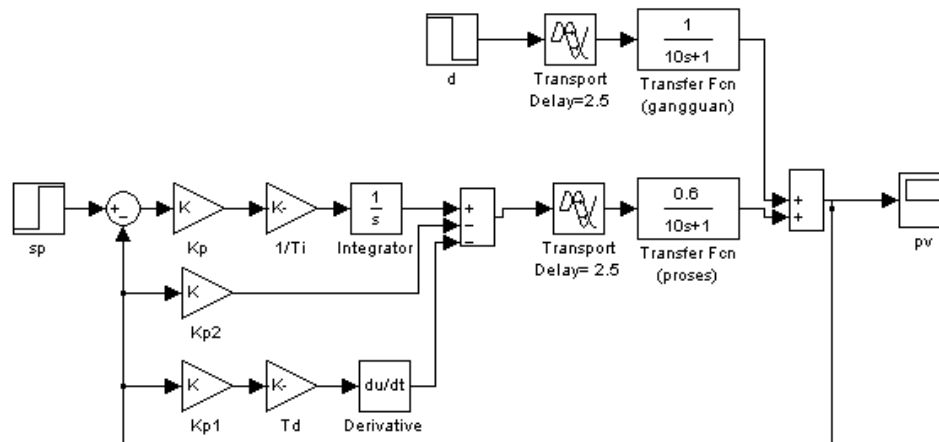 d
Transport
Delay=2.5
1
10s+1
Transfer Fcn
(gangguan)
sp
+
−
K
Kp
K-
1/Ti
1
s
Integrator
+
−
−
Transport
Delay= 2.5
0.6
10s+1
Transfer Fcn
(proses)
+
+
pv
K
Kp2
K
Kp1
K-
Td
du/dt
Derivative